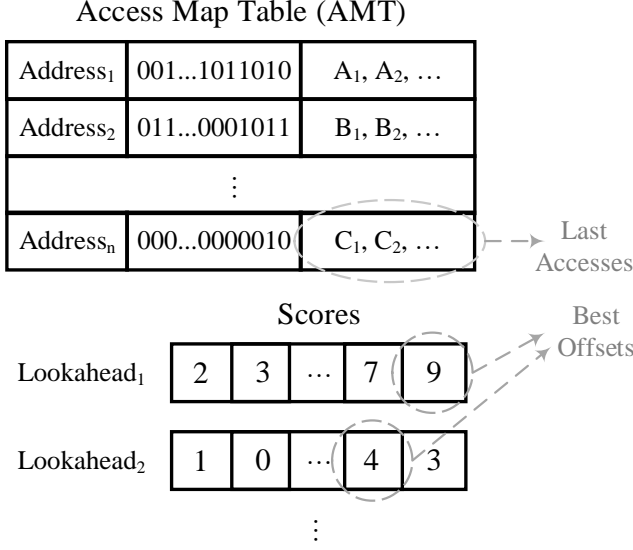 Access Map Table (AMT)
Address₁ 001...1011010 A₁, A₂, ...
Address₂ 011...0001011 B₁, B₂, ...
⋮
Addressₙ 000...0000010 C₁, C₂, ...
Last
Accesses
Scores
Best
Offsets
Lookahead₁ 2 3 ... 7 9
Lookahead₂ 1 0 ... 4 3
⋮